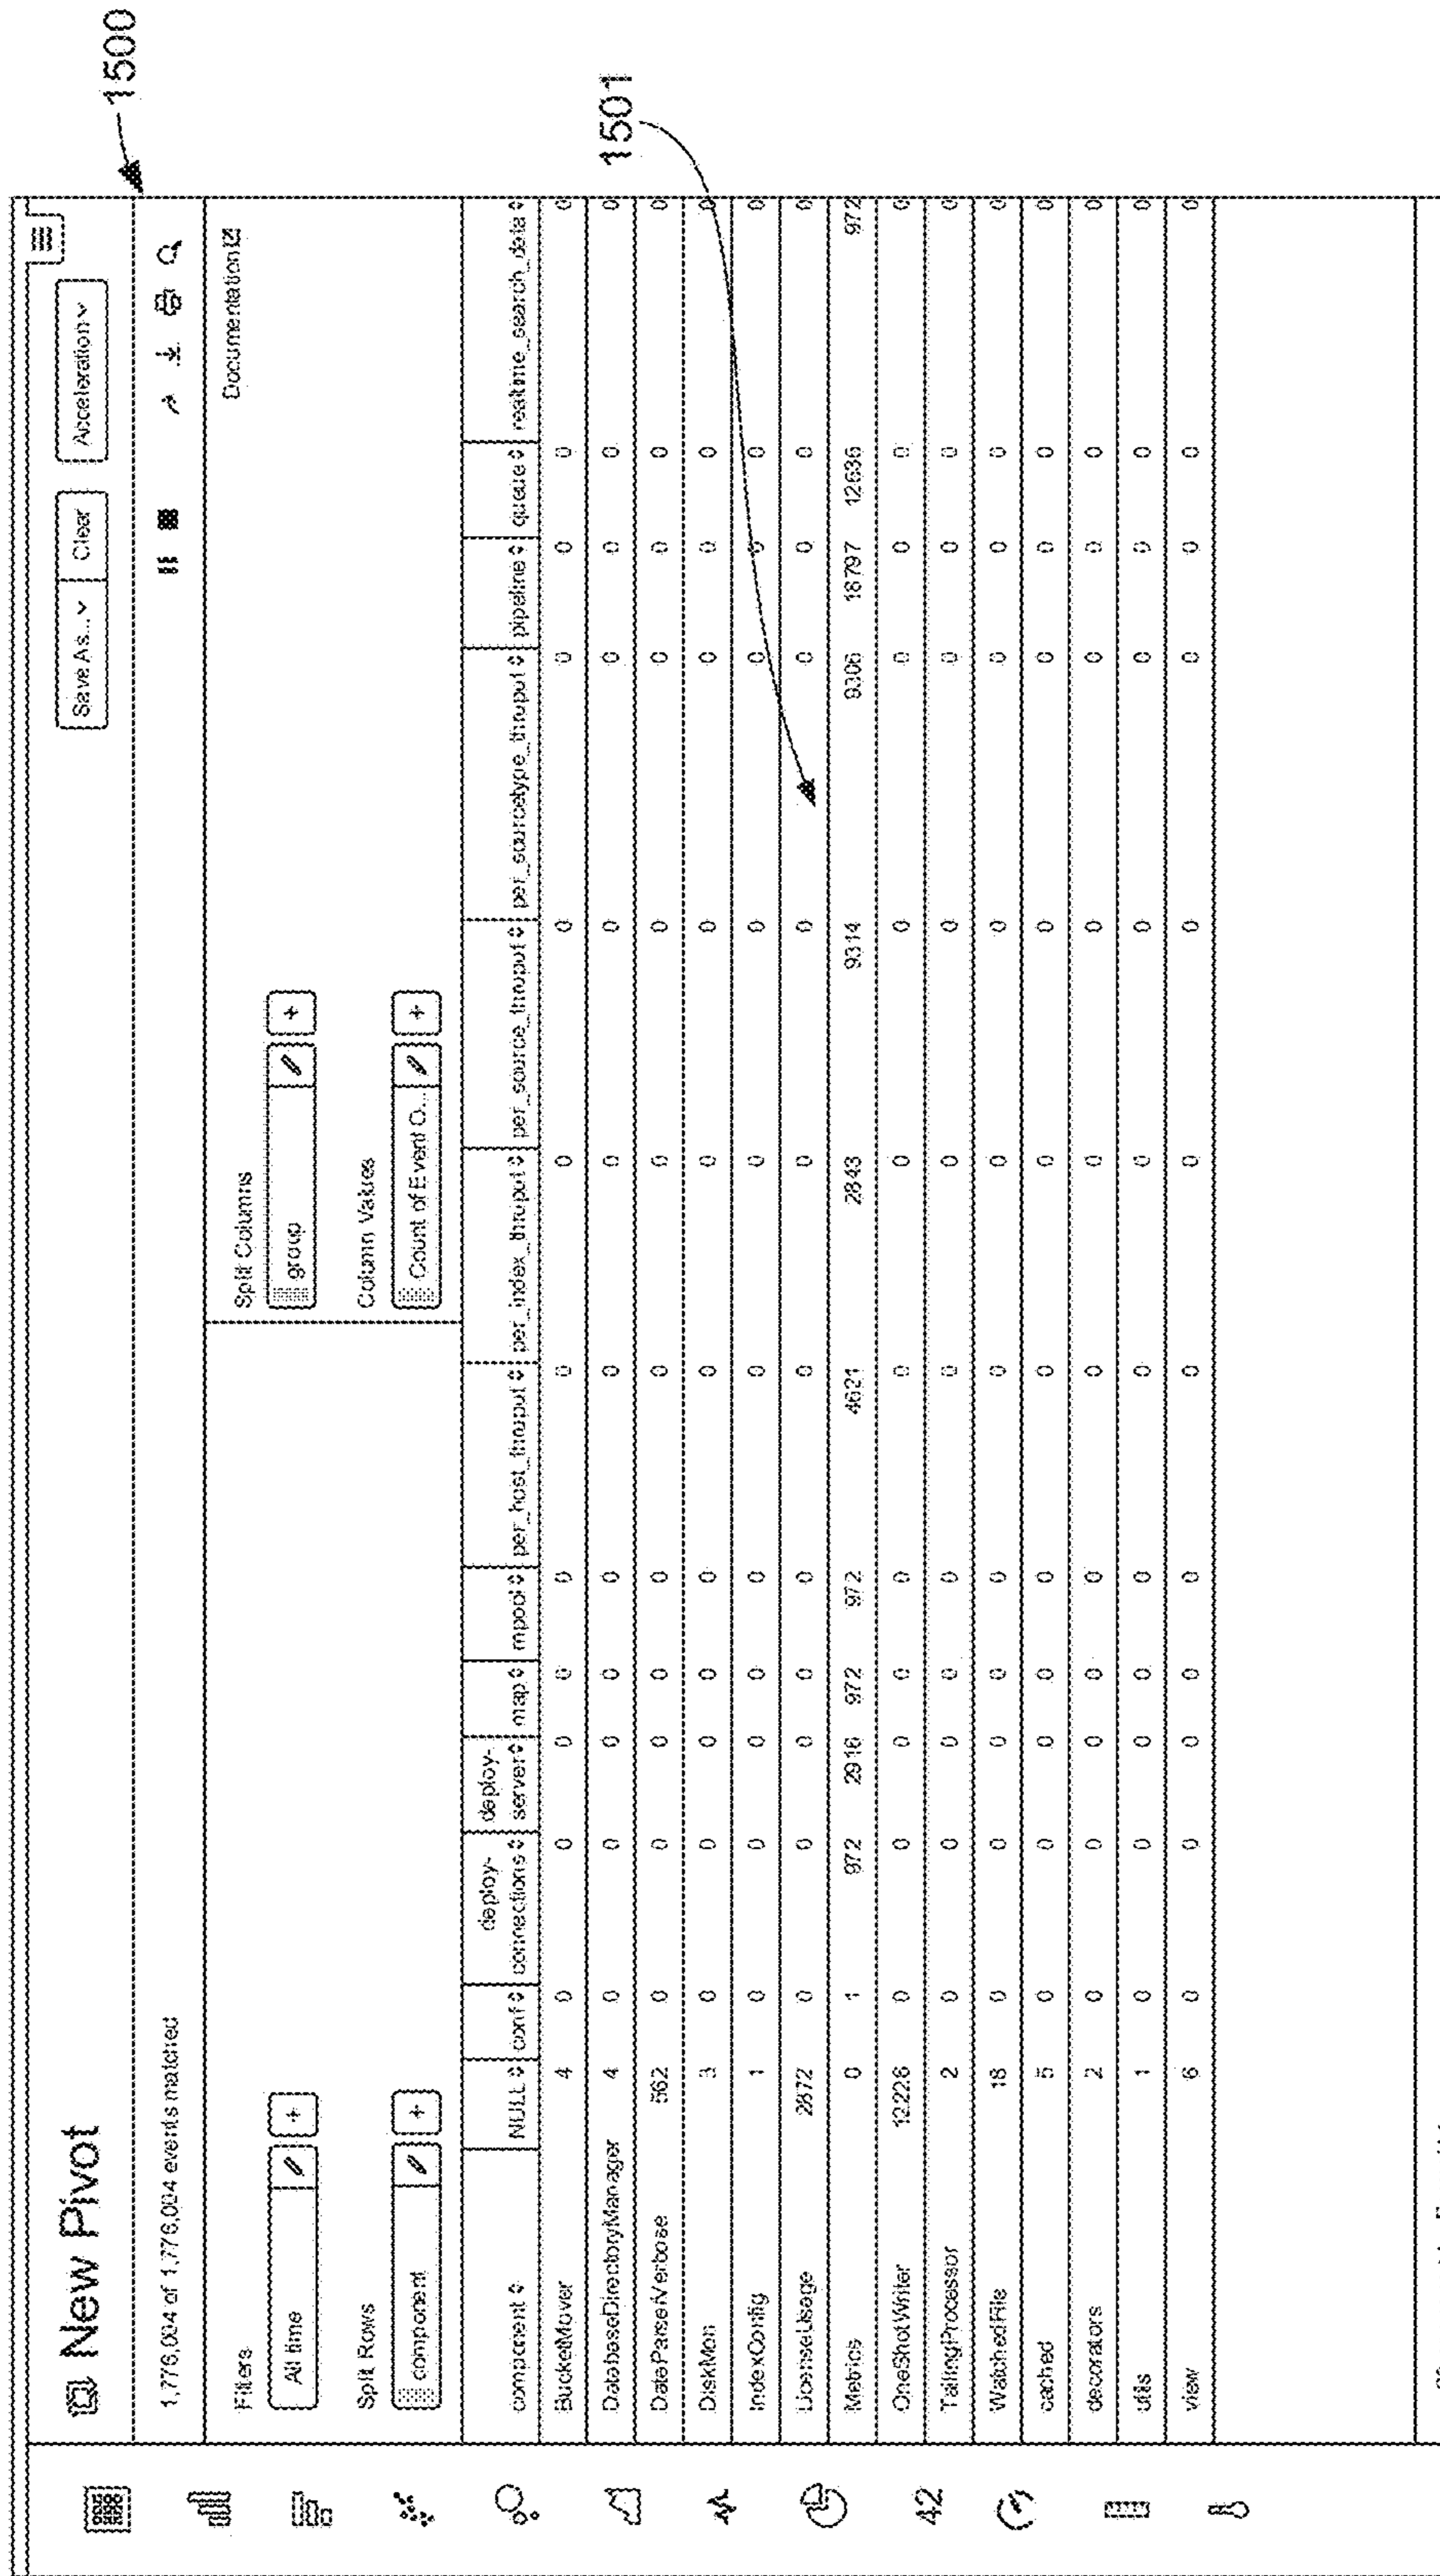 1500
1501
New Pivot
Save As... Clear Acceleration
1,776,094 of 1,776,094 events matched
Filters Split Columns Documentation
All time + group +
Split Rows Column Values
component + Count of Event O... +
component NULL conf deploy-connections deploy-server map mpool per_host_thruput per_index_thruput per_source_thruput per_sourcetype_thruput pipeline queue realtime_search_data
BucketMover 4 0 0 0 0 0 0 0 0 0 0 0 0
DatabaseDirectoryManager 4 0 0 0 0 0 0 0 0 0 0 0 0
DateParserVerbose 562 0 0 0 0 0 0 0 0 0 0 0 0
DiskMon 3 0 0 0 0 0 0 0 0 0 0 0 0
IndexConfig 1 0 0 0 0 0 0 0 0 0 0 0 0
LicenseUsage 2872 0 0 0 0 0 0 0 0 0 0 0 0
Metrics 0 1 972 2916 972 972 4621 2843 9314 9306 18797 12636 972
OneShotWriter 12226 0 0 0 0 0 0 0 0 0 0 0 0
TailingProcessor 2 0 0 0 0 0 0 0 0 0 0 0 0
WatchedFile 18 0 0 0 0 0 0 0 0 0 0 0 0
cached 5 0 0 0 0 0 0 0 0 0 0 0 0
decorators 2 0 0 0 0 0 0 0 0 0 0 0 0
utils 1 0 0 0 0 0 0 0 0 0 0 0 0
view 6 0 0 0 0 0 0 0 0 0 0 0 0
42